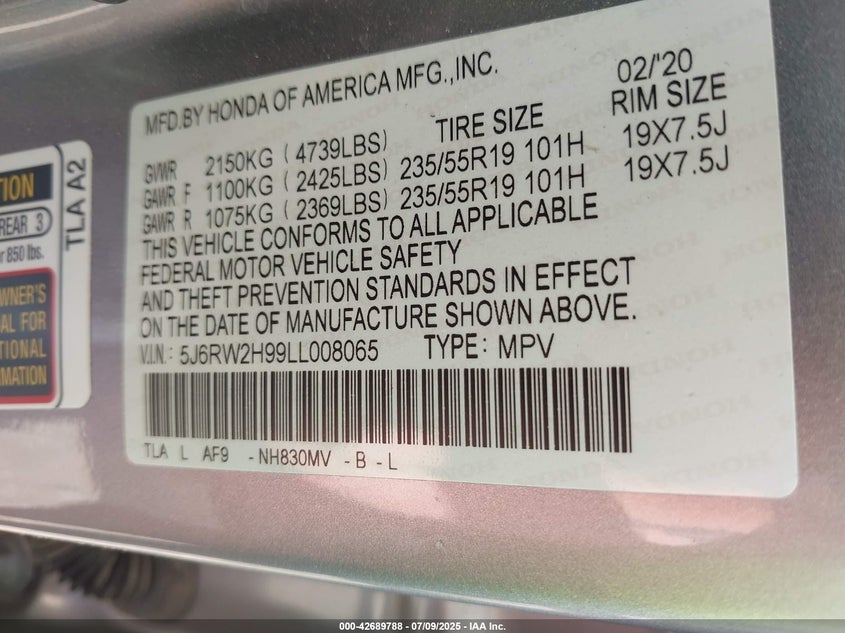 MFD.BY HONDA OF AMERICA MFG.,INC. 02/'20
TIRE SIZE RIM SIZE
GVWR 2150KG ( 4739LBS)
GAWR F 1100KG ( 2425LBS) 235/55R19 101H 19X7.5J
GAWR R 1075KG ( 2369LBS) 235/55R19 101H 19X7.5J
THIS VEHICLE CONFORMS TO ALL APPLICABLE
FEDERAL MOTOR VEHICLE SAFETY
AND THEFT PREVENTION STANDARDS IN EFFECT
ON THE DATE OF MANUFACTURE SHOWN ABOVE.
V.I.N.: 5J6RW2H99LL008065 TYPE: MPV
TLA L AF9 -NH830MV -B-L
TION
REAR 3
850 lbs.
WNER'S
AL FOR
TIONAL
RMATION
TLA A2
000-42689788 - 07/09/2025 - IAA Inc.